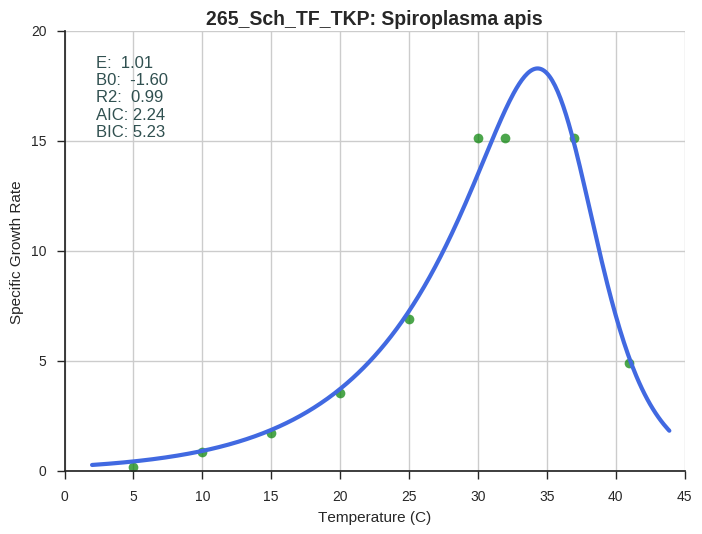 265_Sch_TF_TKP: Spiroplasma apis
E:  1.01
B0:  -1.60
R2:  0.99
AIC: 2.24
BIC: 5.23
20
15
10
5
0
Specific Growth Rate
0 5 10 15 20 25 30 35 40 45
Temperature (C)